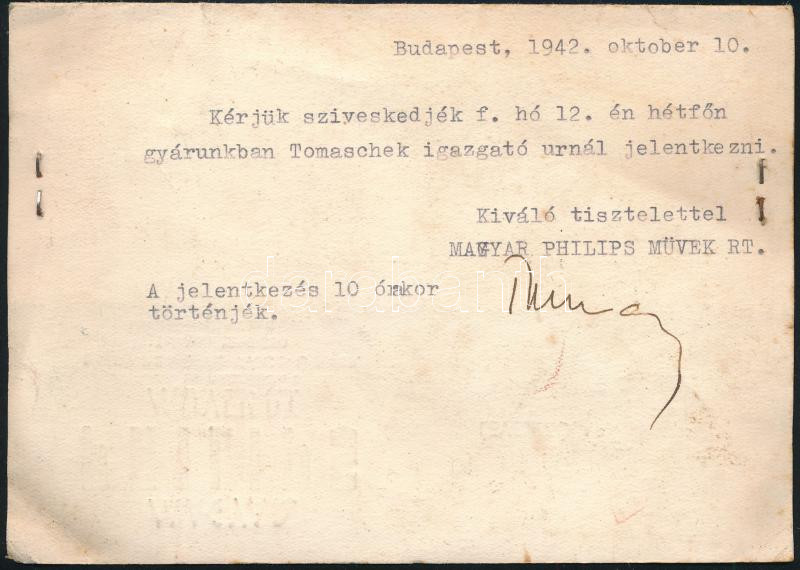 Budapest, 1942. oktober 10.
Kérjük sziveskedjék f. hó 12. én hétfőn
gyárunkban Tomaschek igazgató urnál jelentkezni.
Kiváló tisztelettel
MAGYAR PHILIPS MÜVEK RT.
A jelentkezés 10 órakor
történjék.
darabanth